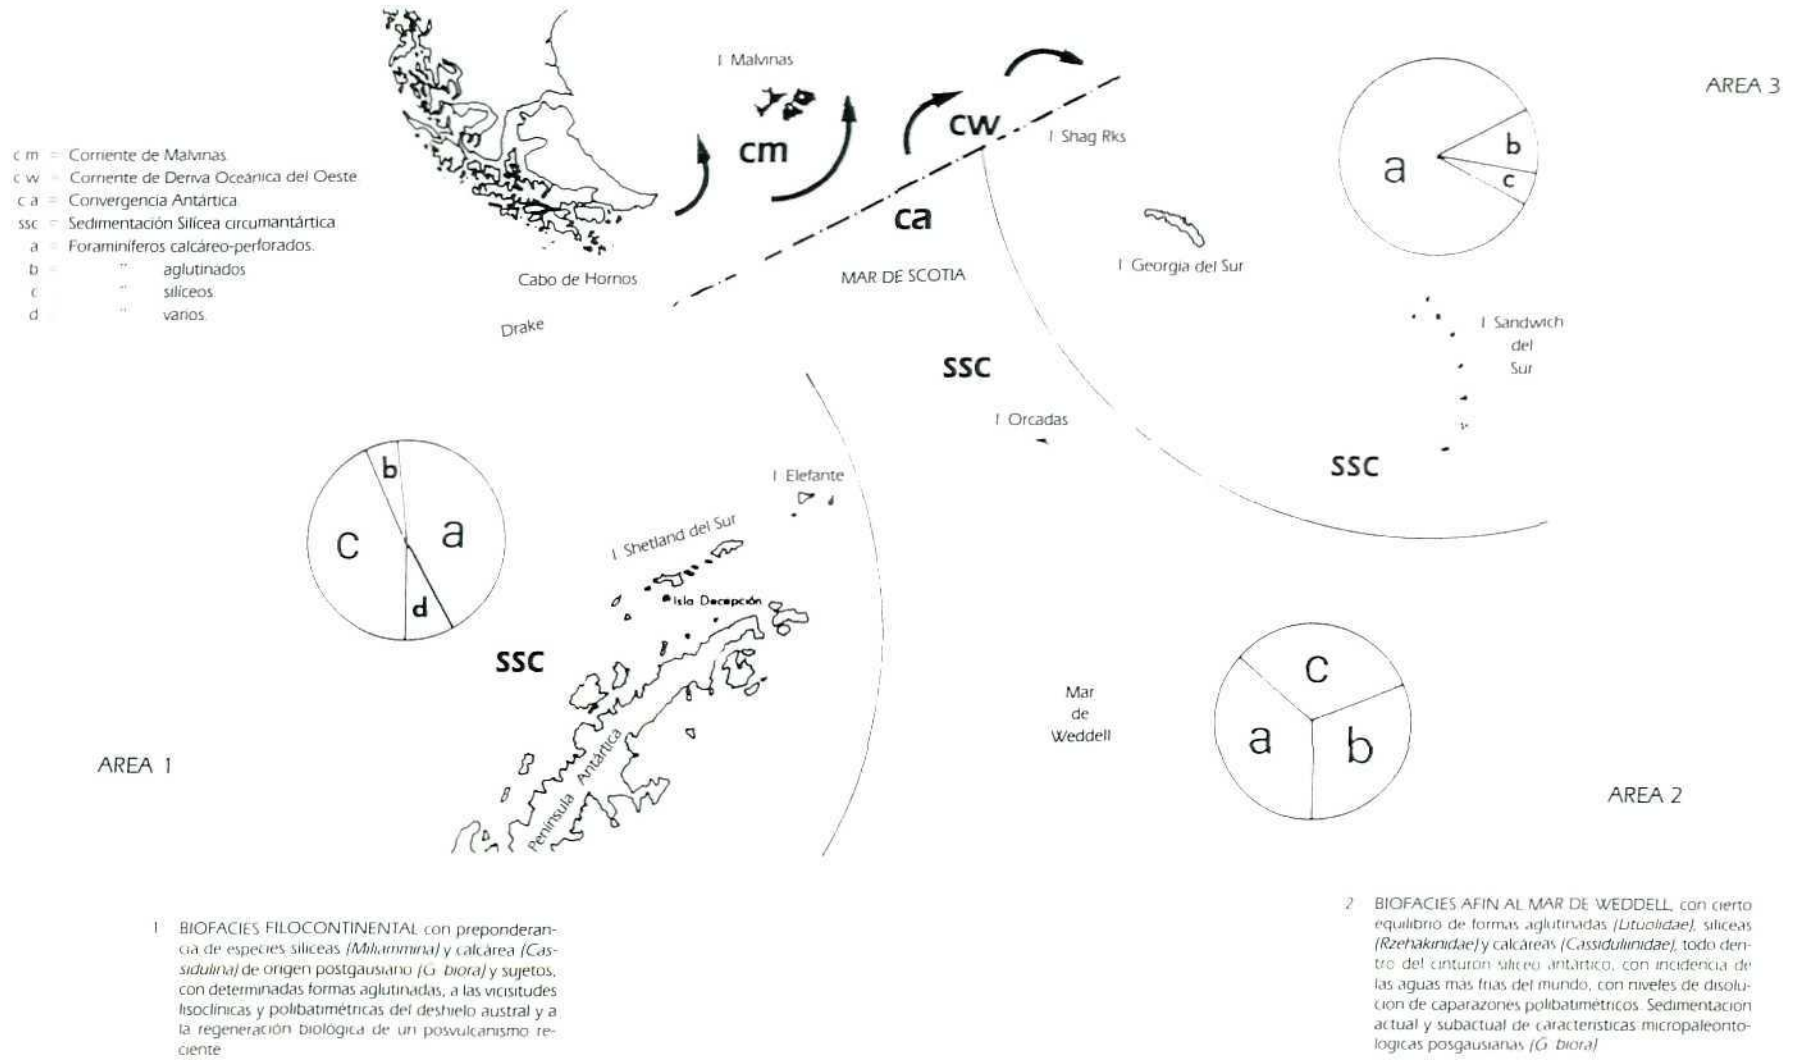 I Malvinas
AREA 3
cm = Corriente de Malvinas.
cw = Corriente de Deriva Oceánica del Oeste
ca = Convergencia Antártica
ssc = Sedimentación Silícea circumantártica
a = Foraminíferos calcáreo-perforados.
b = " aglutinados
c = " silíceos
d = " varios.
cm
cw
ca
I Shag Rks
b
a
c
I Georgia del Sur
Cabo de Hornos
MAR DE SCOTIA
Drake
I Sandwich
del
Sur
ssc
I Orcadas
ssc
I Elefante
b
c
a
d
I Shetland del Sur
Isla Decepción
ssc
Península Antártica
Mar
de
Weddell
c
a
b
AREA 1
AREA 2
1 BIOFACIES FILOCONTINENTAL con preponderan-
cia de especies silíceas (Miliammina) y calcárea (Cas-
sidulina) de origen postgausiano (G. biora) y sujetos,
con determinadas formas aglutinadas, a las vicisitudes
lisoclínicas y polibatimétricas del deshielo austral y a
la regeneración biológica de un posvulcanismo re-
ciente
2 BIOFACIES AFIN AL MAR DE WEDDELL, con cierto
equilibrio de formas aglutinadas (Lituolidae), silíceas
(Rzehakinidae) y calcáreas (Cassidulinidae), todo den-
tro del cinturón silíceo antártico, con incidencia de
las aguas más frías del mundo, con niveles de disolu-
ción de caparazones polibatimétricos. Sedimentación
actual y subactual de características micropaleonto-
lógicas posgausianas (G. biora)